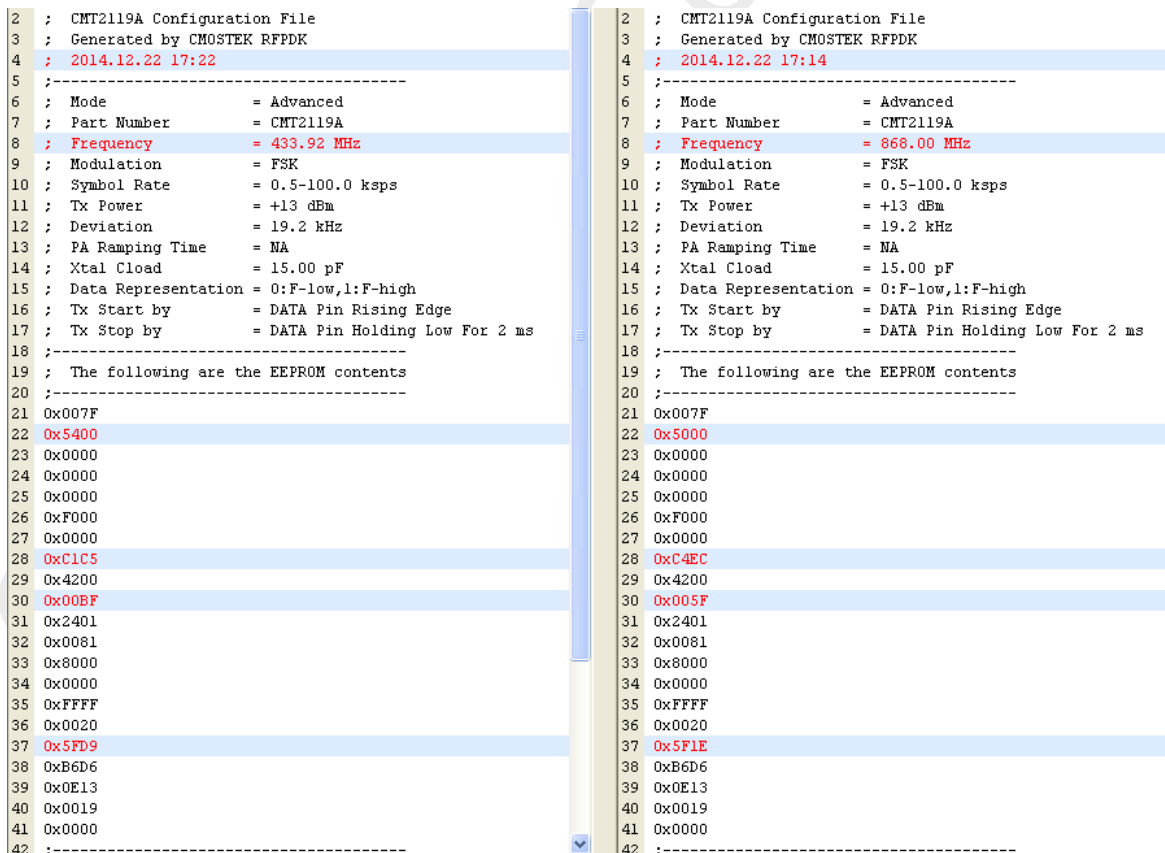 2 ;  CMT2119A Configuration File
3 ;  Generated by CMOSTEK RFPDK
4 ;  2014.12.22 17:22
5 ;---------------------------------------
6 ;  Mode                = Advanced
7 ;  Part Number         = CMT2119A
8 ;  Frequency           = 433.92 MHz
9 ;  Modulation          = FSK
10 ;  Symbol Rate         = 0.5-100.0 ksps
11 ;  Tx Power            = +13 dBm
12 ;  Deviation           = 19.2 kHz
13 ;  PA Ramping Time     = NA
14 ;  Xtal Cload          = 15.00 pF
15 ;  Data Representation = 0:F-low,1:F-high
16 ;  Tx Start by         = DATA Pin Rising Edge
17 ;  Tx Stop by          = DATA Pin Holding Low For 2 ms
18 ;---------------------------------------
19 ;  The following are the EEPROM contents
20 ;---------------------------------------
21 0x007F
22 0x5400
23 0x0000
24 0x0000
25 0x0000
26 0xF000
27 0x0000
28 0xC1C5
29 0x4200
30 0x00BF
31 0x2401
32 0x0081
33 0x8000
34 0x0000
35 0xFFFF
36 0x0020
37 0x5FD9
38 0xB6D6
39 0x0E13
40 0x0019
41 0x0000
42 ;---------------------------------------
2 ;  CMT2119A Configuration File
3 ;  Generated by CMOSTEK RFPDK
4 ;  2014.12.22 17:14
5 ;---------------------------------------
6 ;  Mode                = Advanced
7 ;  Part Number         = CMT2119A
8 ;  Frequency           = 868.00 MHz
9 ;  Modulation          = FSK
10 ;  Symbol Rate         = 0.5-100.0 ksps
11 ;  Tx Power            = +13 dBm
12 ;  Deviation           = 19.2 kHz
13 ;  PA Ramping Time     = NA
14 ;  Xtal Cload          = 15.00 pF
15 ;  Data Representation = 0:F-low,1:F-high
16 ;  Tx Start by         = DATA Pin Rising Edge
17 ;  Tx Stop by          = DATA Pin Holding Low For 2 ms
18 ;---------------------------------------
19 ;  The following are the EEPROM contents
20 ;---------------------------------------
21 0x007F
22 0x5000
23 0x0000
24 0x0000
25 0x0000
26 0xF000
27 0x0000
28 0xC4EC
29 0x4200
30 0x005F
31 0x2401
32 0x0081
33 0x8000
34 0x0000
35 0xFFFF
36 0x0020
37 0x5F1E
38 0xB6D6
39 0x0E13
40 0x0019
41 0x0000
42 ;---------------------------------------